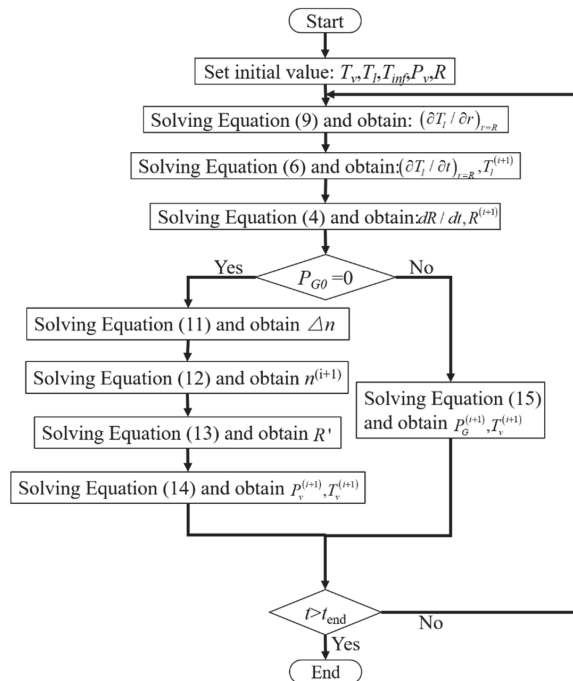 Start
Set initial value: T_v,T_l,T_inf,P_v,R
Solving Equation (9) and obtain: (∂T_l / ∂r)_{r=R}
Solving Equation (6) and obtain:(∂T_l / ∂t)_{r=R},T_l^{(i+1)}
Solving Equation (4) and obtain:dR / dt,R^{(i+1)}
P_{G0}=0
Yes
No
Solving Equation (11) and obtain △n
Solving Equation (12) and obtain n^{(i+1)}
Solving Equation (13) and obtain R'
Solving Equation (14) and obtain P_v^{(i+1)},T_v^{(i+1)}
Solving Equation (15)
and obtain P_G^{(i+1)},T_v^{(i+1)}
t>t_end
No
Yes
End